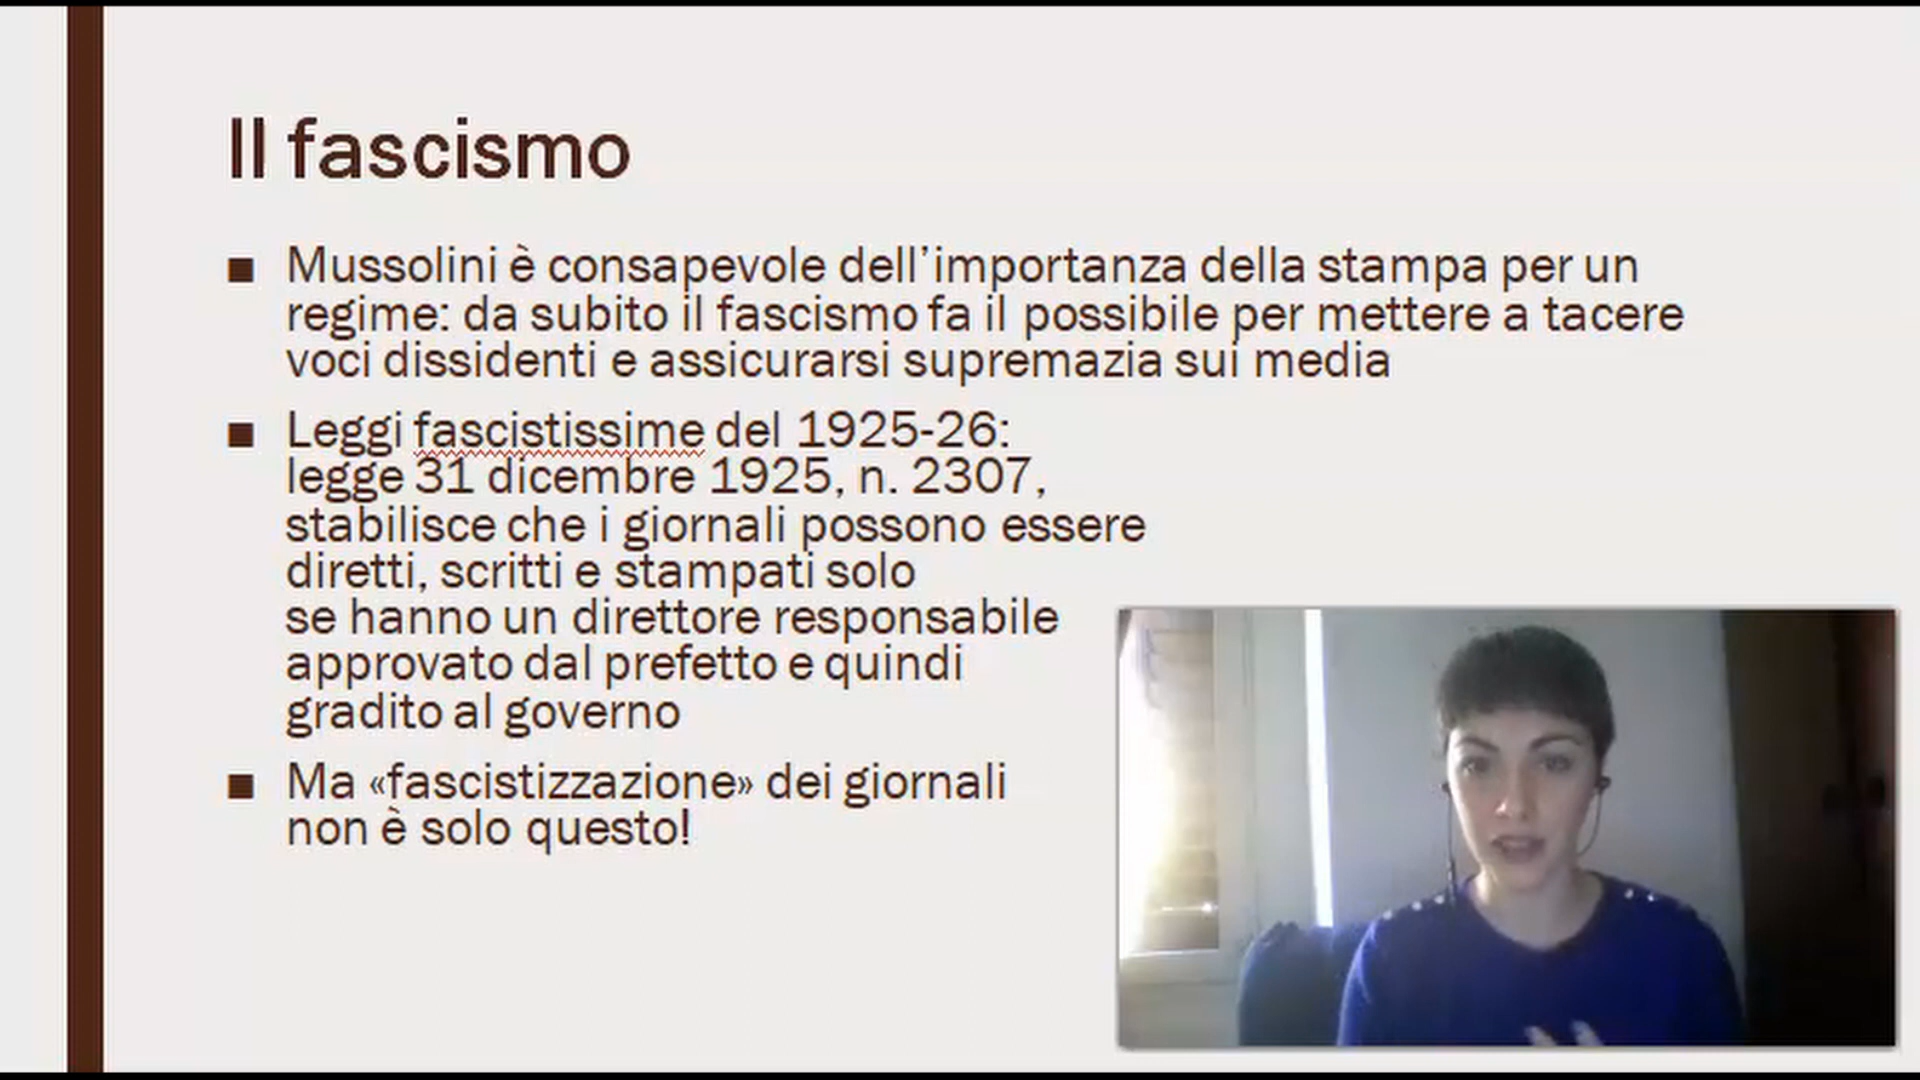 Il fascismo
Mussolini è consapevole dell’importanza della stampa per un
regime: da subito il fascismo fa il possibile per mettere a tacere
voci dissidenti e assicurarsi supremazia sui media
Leggi fascistissime del 1925-26:
legge 31 dicembre 1925, n. 2307,
stabilisce che i giornali possono essere
diretti, scritti e stampati solo
se hanno un direttore responsabile
approvato dal prefetto e quindi
gradito al governo
Ma «fascistizzazione» dei giornali
non è solo questo!